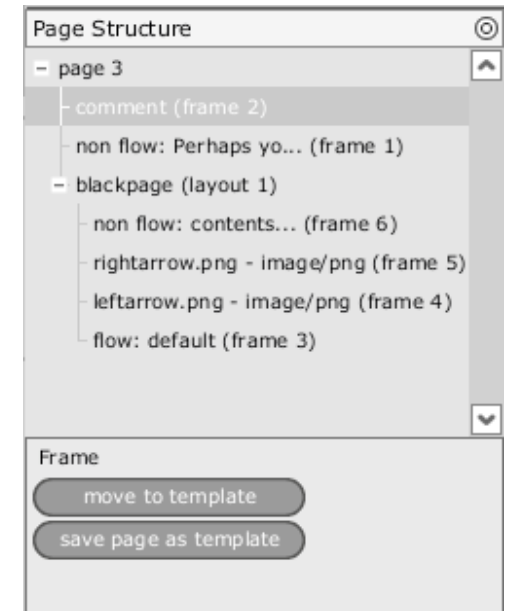 Page Structure
page 3
comment (frame 2)
non flow: Perhaps yo... (frame 1)
blackpage (layout 1)
non flow: contents... (frame 6)
rightarrow.png - image/png (frame 5)
leftarrow.png - image/png (frame 4)
flow: default (frame 3)
Frame
move to template
save page as template